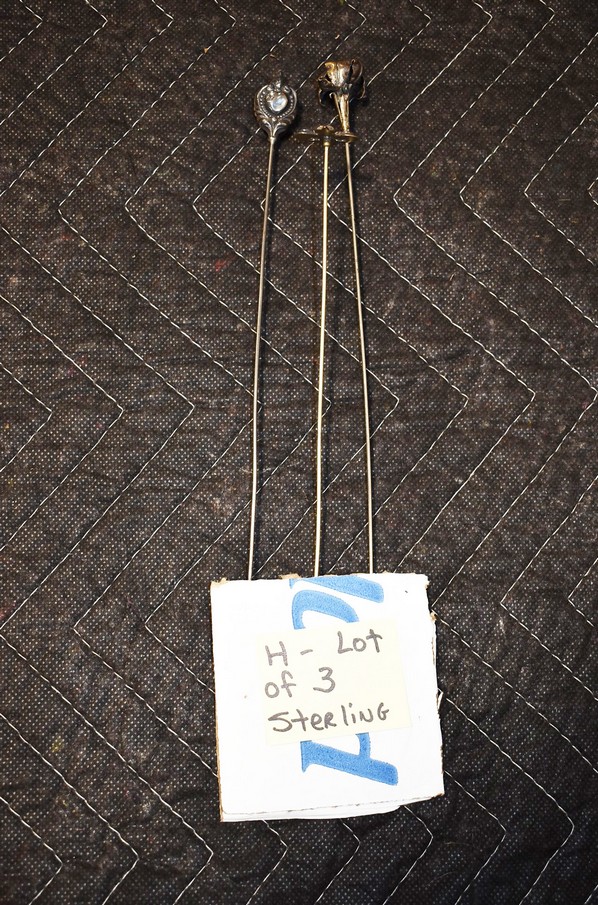 H - Lot
of 3
Sterling